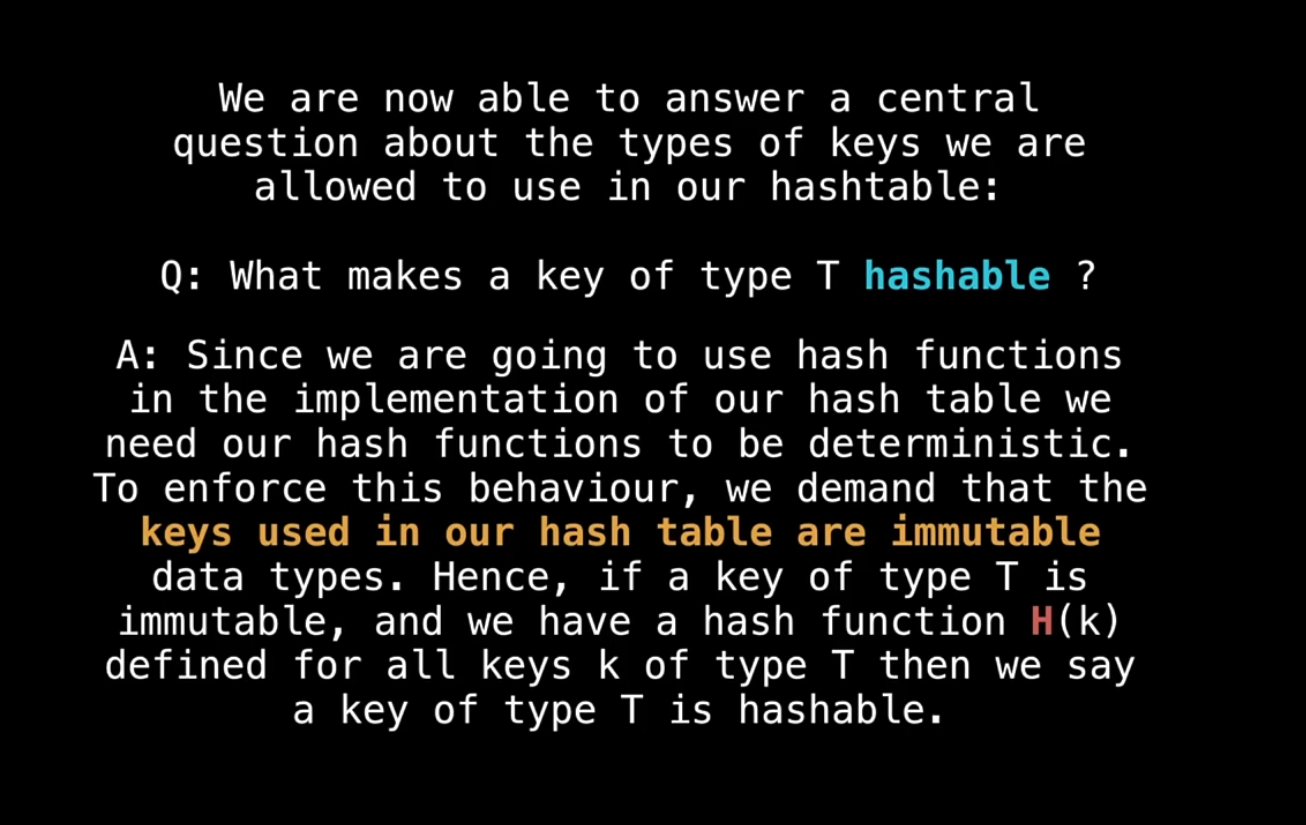 We are now able to answer a central
question about the types of keys we are
allowed to use in our hashtable:
Q: What makes a key of type T hashable ?
A: Since we are going to use hash functions
in the implementation of our hash table we
need our hash functions to be deterministic.
To enforce this behaviour, we demand that the
keys used in our hash table are immutable
data types. Hence, if a key of type T is
immutable, and we have a hash function H(k)
defined for all keys k of type T then we say
a key of type T is hashable.